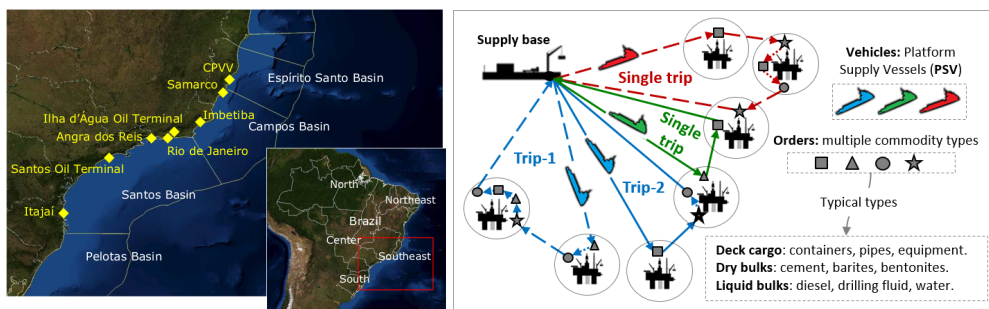 CPVV
Samarco
Espírito Santo Basin
Imbetiba
Ilha d'Água Oil Terminal
Campos Basin
Angra dos Reis
Rio de Janeiro
Santos Oil Terminal
Santos Basin
Itajaí
Pelotas Basin
North
Northeast
Brazil
Center
Southeast
South
Supply base
Single trip
Single
trip
Trip-1
Trip-2
Vehicles: Platform
Supply Vessels (PSV)
Orders: multiple commodity types
Typical types
Deck cargo: containers, pipes, equipment.
Dry bulks: cement, barites, bentonites.
Liquid bulks: diesel, drilling fluid, water.